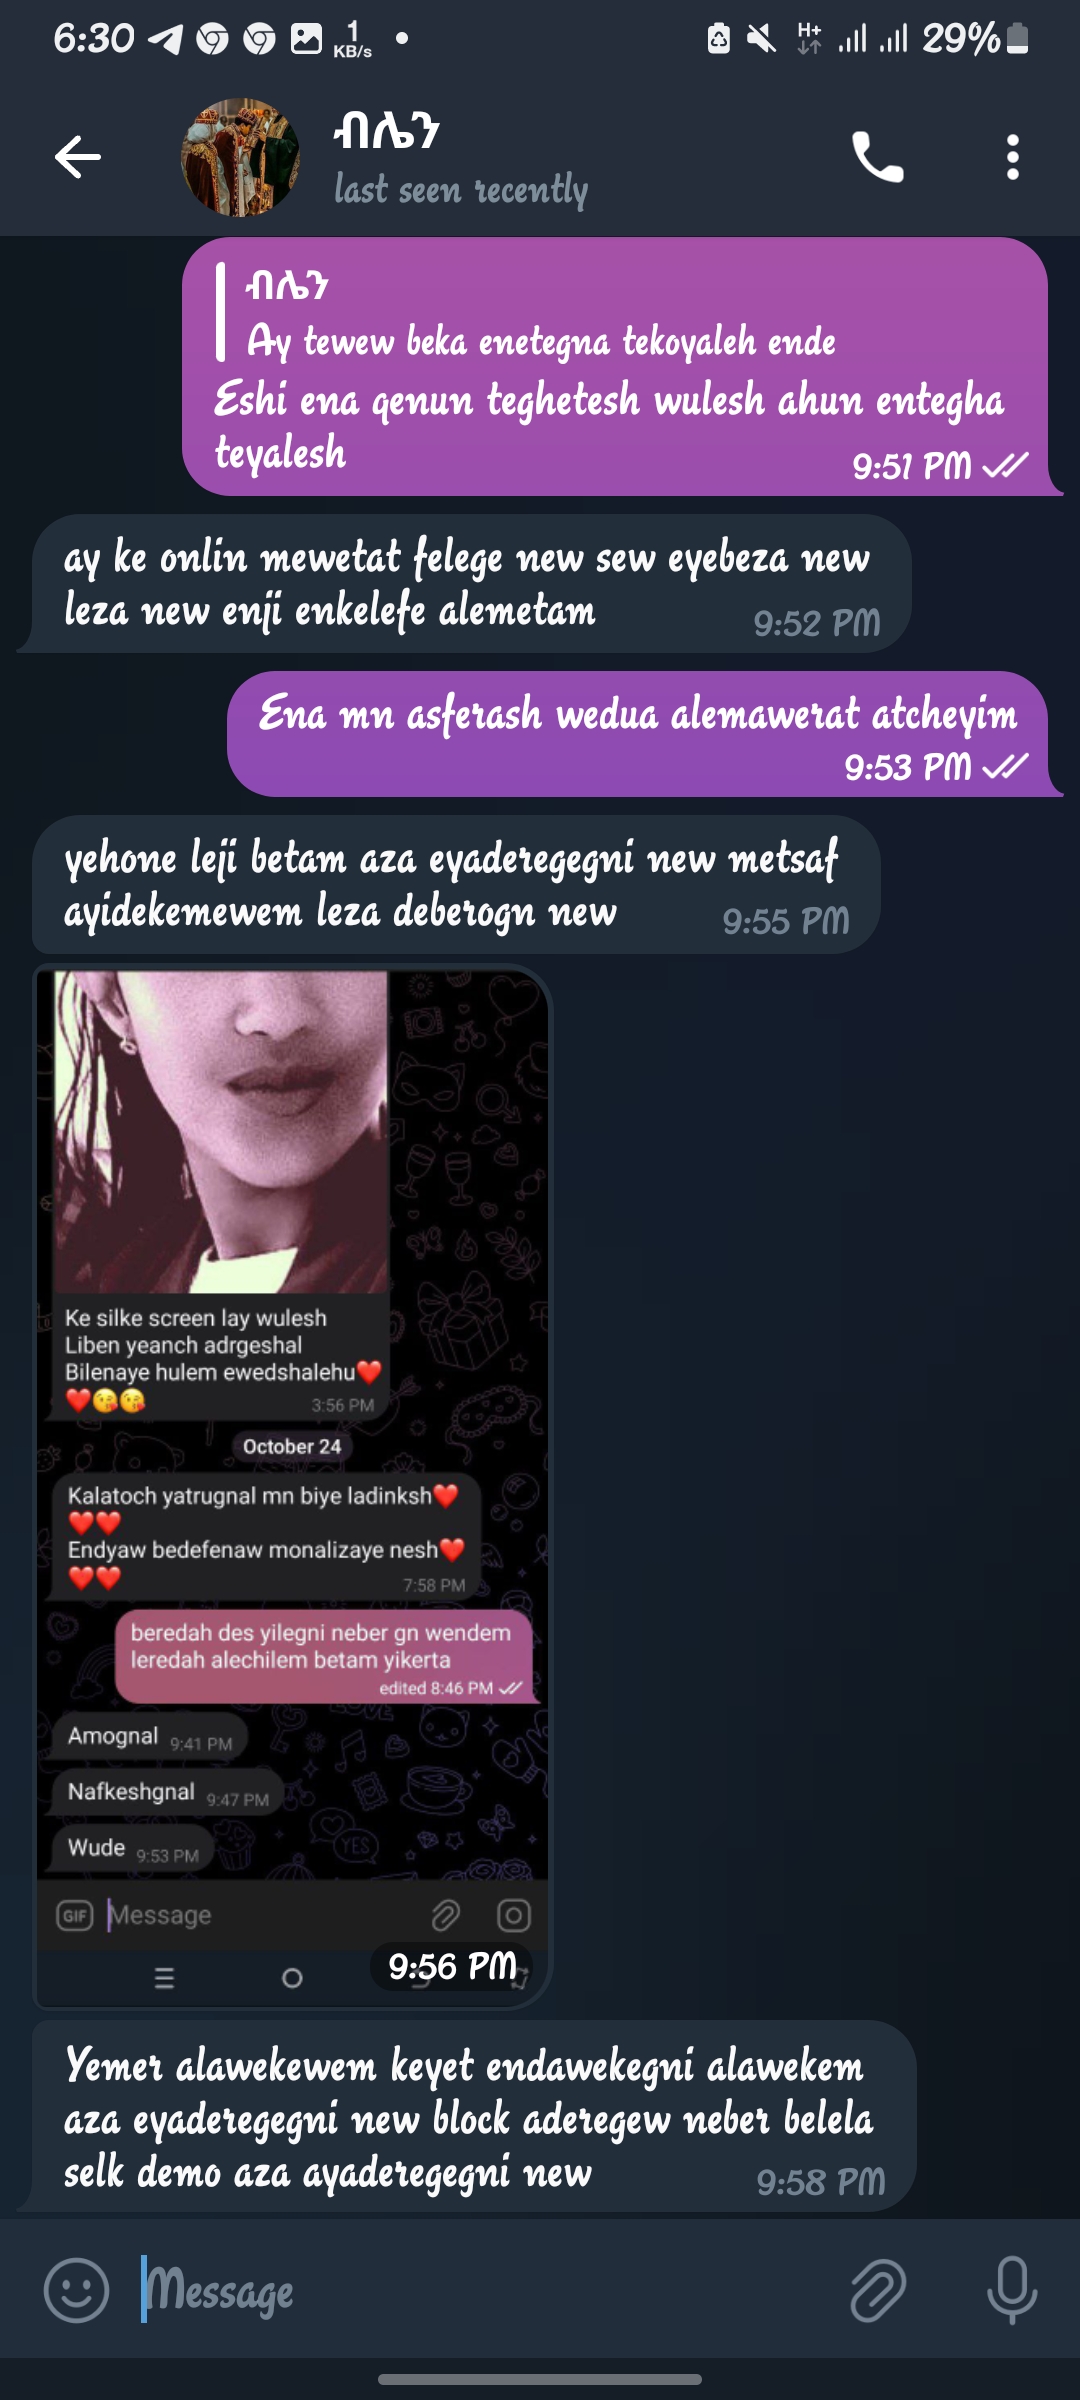 6:30
1
KB/s
H+
29%
ብሌን
last seen recently
ብሌን
Ay tewew beka enetegna tekoyaleh ende
Eshi ena qenun teghetesh wulesh ahun entegha
teyalesh
9:51 PM
ay ke onlin mewetat felege new sew eyebeza new
leza new enji enkelefe alemetam
9:52 PM
Ena mn asferash wedua alemawerat atcheyim
9:53 PM
yehone leji betam aza eyaderegegni new metsaf
ayidekemewem leza deberogn new
9:55 PM
Ke silke screen lay wulesh
Liben yeanch adrgeshal
Bilenaye hulem ewedshalehu❤️
❤️😘😘
3:56 PM
October 24
Kalatoch yatrugnal mn biye ladinksh❤️
❤️❤️
Endyaw bedefenaw monalizaye nesh❤️
❤️❤️
7:58 PM
beredah des yilegni neber gn wendem
leredah alechilem betam yikerta
edited 8:46 PM
Amognal 9:41 PM
Nafkeshgnal 9:47 PM
LOVE
YES
Wude 9:53 PM
GIF
Message
9:56 PM
Yemer alawekewem keyet endawekegni alawekem
aza eyaderegegni new block aderegew neber belela
selk demo aza ayaderegegni new
9:58 PM
Message